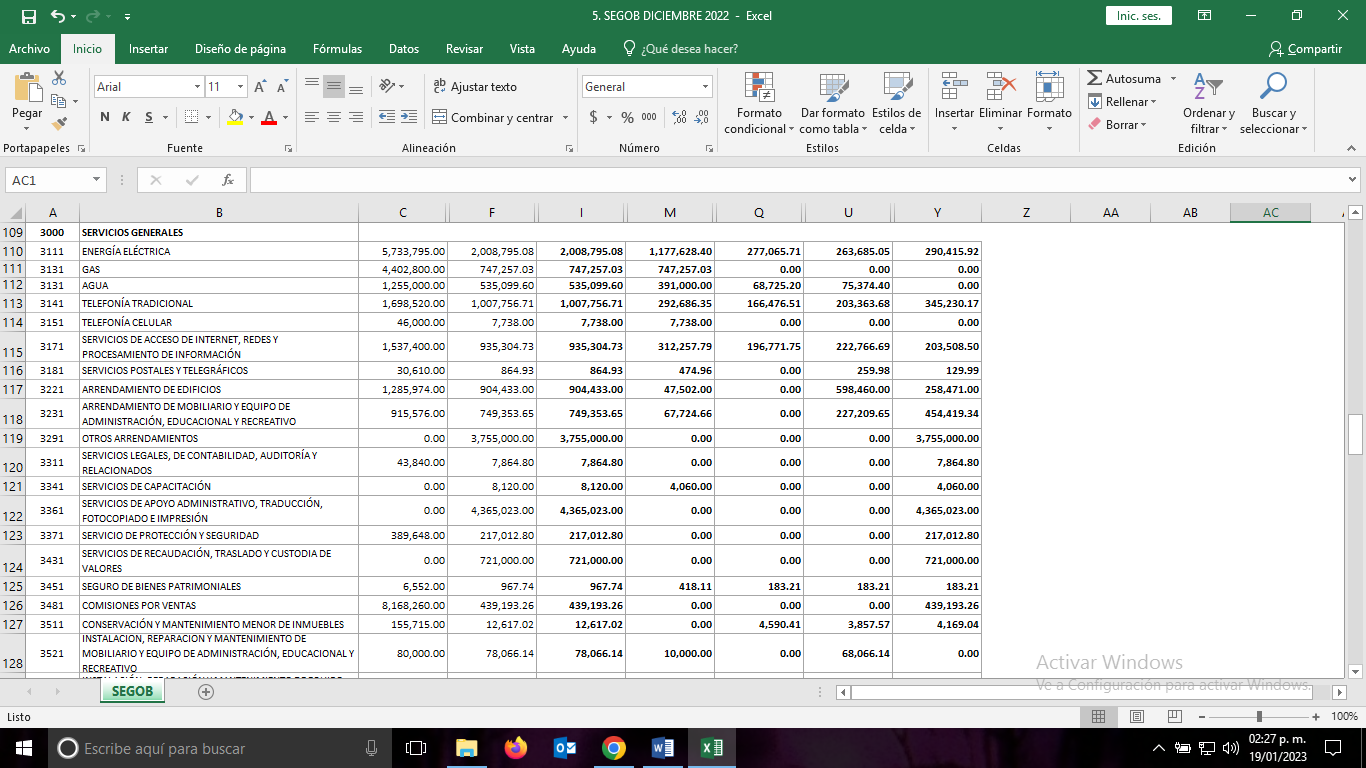 5. SEGOB DICIEMBRE 2022 - Excel
Inic. ses.
Archivo Inicio Insertar Diseño de página Fórmulas Datos Revisar Vista Ayuda ¿Qué desea hacer? Compartir
Pegar
Portapapeles
Arial 11
N K S
Fuente
Ajustar texto
Combinar y centrar
Alineación
General
$ % 000
Número
Formato condicional
Dar formato como tabla
Estilos de celda
Estilos
Insertar Eliminar Formato
Celdas
Autosuma
Rellenar
Borrar
Ordenar y filtrar
Buscar y seleccionar
Edición
AC1
fx
A B C F I M Q U Y Z AA AB AC
109 3000 SERVICIOS GENERALES
110 3111 ENERGÍA ELÉCTRICA 5,733,795.00 2,008,795.08 2,008,795.08 1,177,628.40 277,065.71 263,685.05 290,415.92
111 3131 GAS 4,402,800.00 747,257.03 747,257.03 747,257.03 0.00 0.00 0.00
112 3131 AGUA 1,255,000.00 535,099.60 535,099.60 391,000.00 68,725.20 75,374.40 0.00
113 3141 TELEFONÍA TRADICIONAL 1,698,520.00 1,007,756.71 1,007,756.71 292,686.35 166,476.51 203,363.68 345,230.17
114 3151 TELEFONÍA CELULAR 46,000.00 7,738.00 7,738.00 7,738.00 0.00 0.00 0.00
115 3171 SERVICIOS DE ACCESO DE INTERNET, REDES Y PROCESAMIENTO DE INFORMACIÓN 1,537,400.00 935,304.73 935,304.73 312,257.79 196,771.75 222,766.69 203,508.50
116 3181 SERVICIOS POSTALES Y TELEGRÁFICOS 30,610.00 864.93 864.93 474.96 0.00 259.98 129.99
117 3221 ARRENDAMIENTO DE EDIFICIOS 1,285,974.00 904,433.00 904,433.00 47,502.00 0.00 598,460.00 258,471.00
118 3231 ARRENDAMIENTO DE MOBILIARIO Y EQUIPO DE ADMINISTRACIÓN, EDUCACIONAL Y RECREATIVO 915,576.00 749,353.65 749,353.65 67,724.66 0.00 227,209.65 454,419.34
119 3291 OTROS ARRENDAMIENTOS 0.00 3,755,000.00 3,755,000.00 0.00 0.00 0.00 3,755,000.00
120 3311 SERVICIOS LEGALES, DE CONTABILIDAD, AUDITORÍA Y RELACIONADOS 43,840.00 7,864.80 7,864.80 0.00 0.00 0.00 7,864.80
121 3341 SERVICIOS DE CAPACITACIÓN 0.00 8,120.00 8,120.00 4,060.00 0.00 0.00 4,060.00
122 3361 SERVICIOS DE APOYO ADMINISTRATIVO, TRADUCCIÓN, FOTOCOPIADO E IMPRESIÓN 0.00 4,365,023.00 4,365,023.00 0.00 0.00 0.00 4,365,023.00
123 3371 SERVICIO DE PROTECCIÓN Y SEGURIDAD 389,648.00 217,012.80 217,012.80 0.00 0.00 0.00 217,012.80
124 3431 SERVICIOS DE RECAUDACIÓN, TRASLADO Y CUSTODIA DE VALORES 0.00 721,000.00 721,000.00 0.00 0.00 0.00 721,000.00
125 3451 SEGURO DE BIENES PATRIMONIALES 6,552.00 967.74 967.74 418.11 183.21 183.21 183.21
126 3481 COMISIONES POR VENTAS 8,168,260.00 439,193.26 439,193.26 0.00 0.00 0.00 439,193.26
127 3511 CONSERVACIÓN Y MANTENIMIENTO MENOR DE INMUEBLES 155,715.00 12,617.02 12,617.02 0.00 4,590.41 3,857.57 4,169.04
128 3521 INSTALACION, REPARACION Y MANTENIMIENTO DE MOBILIARIO Y EQUIPO DE ADMINISTRACIÓN, EDUCACIONAL Y RECREATIVO 80,000.00 78,066.14 78,066.14 10,000.00 0.00 68,066.14 0.00
Activar Windows
Ve a Configuración para activar Windows.
SEGOB
Listo
100%
Escribe aquí para buscar
02:27 p. m.
19/01/2023